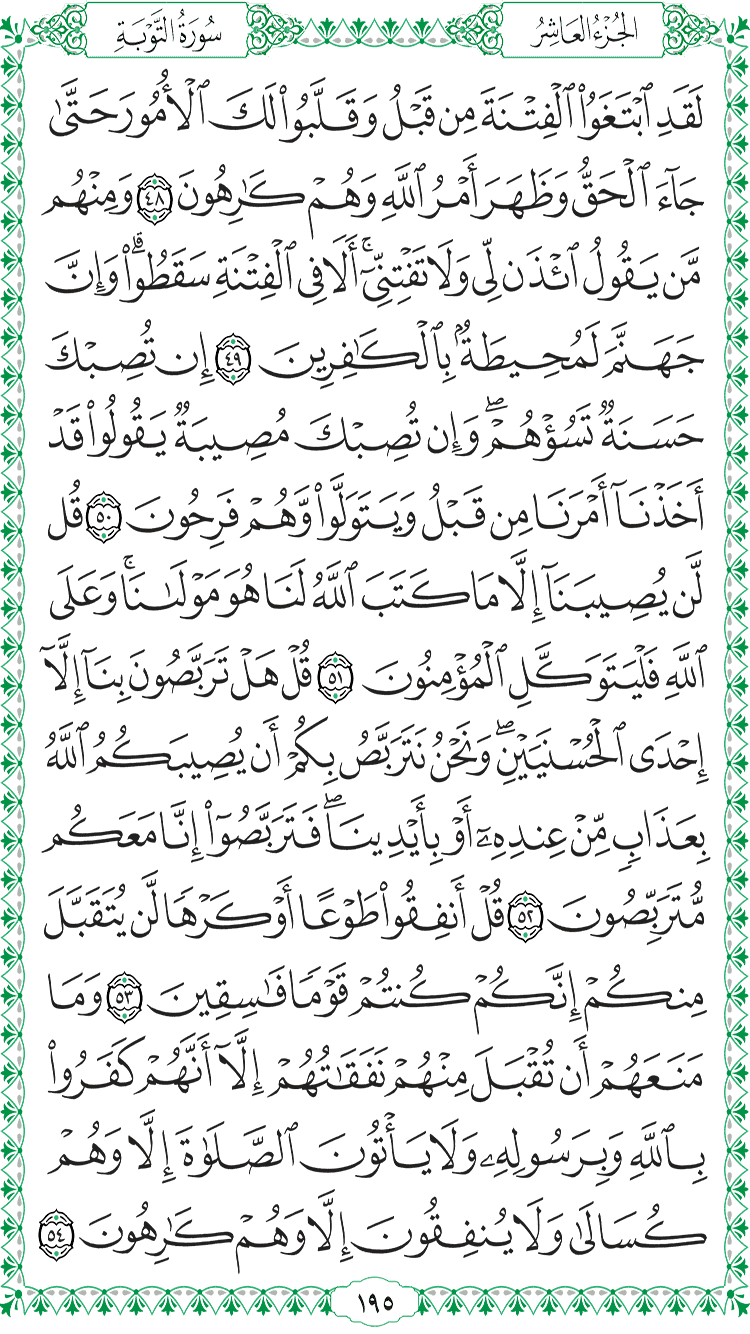 الجُزْءُ العَاشِرُ
سُورَةُ التَّوْبَةِ
لَقَدِ ٱبْتَغَوُاْ ٱلْفِتْنَةَ مِن قَبْلُ وَقَلَّبُواْ لَكَ ٱلْأُمُورَ حَتَّىٰ
جَآءَ ٱلْحَقُّ وَظَهَرَ أَمْرُ ٱللَّهِ وَهُمْ كَٰرِهُونَ ٤٨ وَمِنْهُم
مَّن يَقُولُ ٱئْذَن لِّى وَلَا تَفْتِنِّىٓۚ أَلَا فِى ٱلْفِتْنَةِ سَقَطُواْۗ وَإِنَّ
جَهَنَّمَ لَمُحِيطَةٌۢ بِٱلْكَٰفِرِينَ ٤٩ إِن تُصِبْكَ
حَسَنَةٌ تَسُؤْهُمْۖ وَإِن تُصِبْكَ مُصِيبَةٌ يَقُولُواْ قَدْ
أَخَذْنَآ أَمْرَنَا مِن قَبْلُ وَيَتَوَلَّواْ وَّهُمْ فَرِحُونَ ٥٠ قُل
لَّن يُصِيبَنَآ إِلَّا مَا كَتَبَ ٱللَّهُ لَنَا هُوَ مَوْلَىٰنَاۚ وَعَلَى
ٱللَّهِ فَلْيَتَوَكَّلِ ٱلْمُؤْمِنُونَ ٥١ قُلْ هَلْ تَرَبَّصُونَ بِنَآ إِلَّآ
إِحْدَى ٱلْحُسْنَيَيْنِۖ وَنَحْنُ نَتَرَبَّصُ بِكُمْ أَن يُصِيبَكُمُ ٱللَّهُ
بِعَذَابٍ مِّنْ عِندِهِۦٓ أَوْ بِأَيْدِينَاۖ فَتَرَبَّصُوٓاْ إِنَّا مَعَكُم
مُّتَرَبِّصُونَ ٥٢ قُلْ أَنفِقُواْ طَوْعًا أَوْ كَرْهًا لَّن يُتَقَبَّلَ
مِنكُمْ إِنَّكُمْ كُنتُمْ قَوْمًا فَٰسِقِينَ ٥٣ وَمَا
مَنَعَهُمْ أَن تُقْبَلَ مِنْهُمْ نَفَقَٰتُهُمْ إِلَّآ أَنَّهُمْ كَفَرُواْ
بِٱللَّهِ وَبِرَسُولِهِۦ وَلَا يَأْتُونَ ٱلصَّلَوٰةَ إِلَّا وَهُمْ
كُسَالَىٰ وَلَا يُنفِقُونَ إِلَّا وَهُمْ كَٰرِهُونَ ٥٤
١٩٥